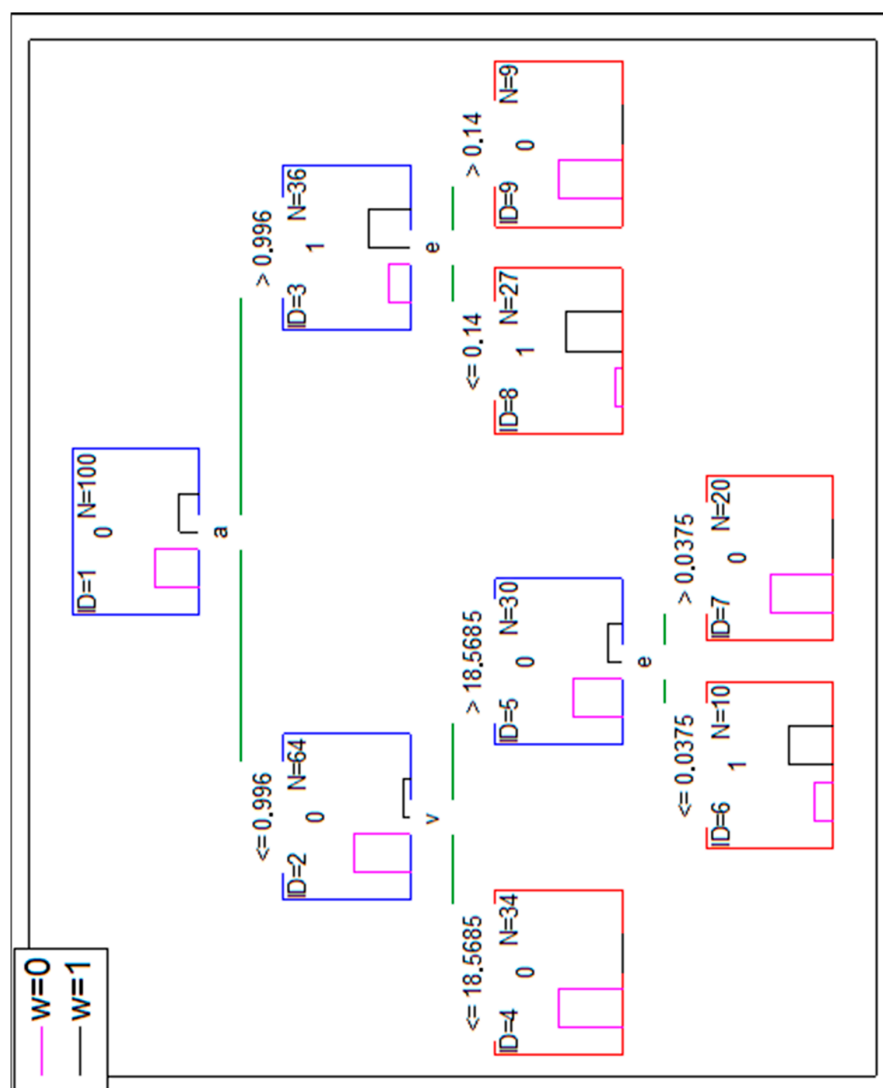 w=0
w=1
ID=1 N=100
0
a
<= 0.996
> 0.996
ID=2 N=64
0
v
ID=3 N=36
1
e
<= 18.5685
> 18.5685
<= 0.14
> 0.14
ID=4 N=34
0
ID=5 N=30
0
e
ID=8 N=27
1
ID=9 N=9
0
<= 0.0375
> 0.0375
ID=6 N=10
1
ID=7 N=20
0